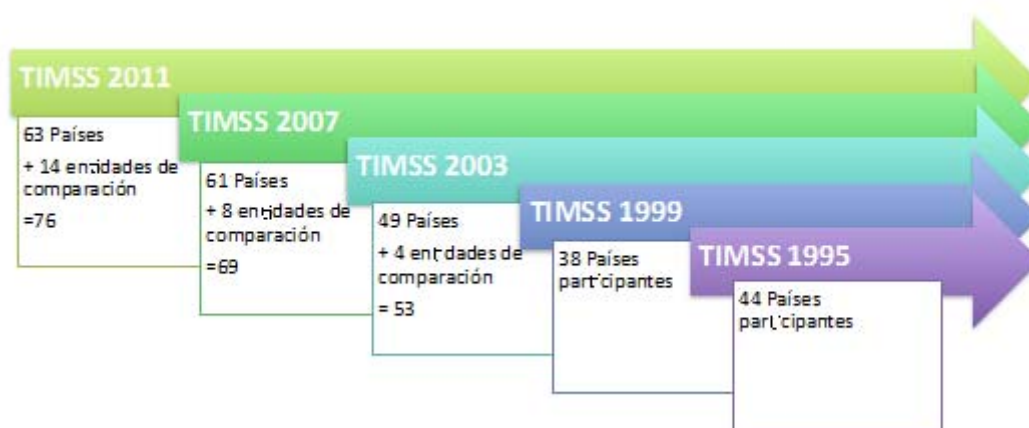 TIMSS 2011
63 Países
+ 14 entidades de
comparación
=76
TIMSS 2007
61 Países
+ 8 entidades de
comparación
=69
TIMSS 2003
49 Países
+ 4 entidades de
comparación
= 53
TIMSS 1999
38 Países
participantes
TIMSS 1995
44 Países
participantes